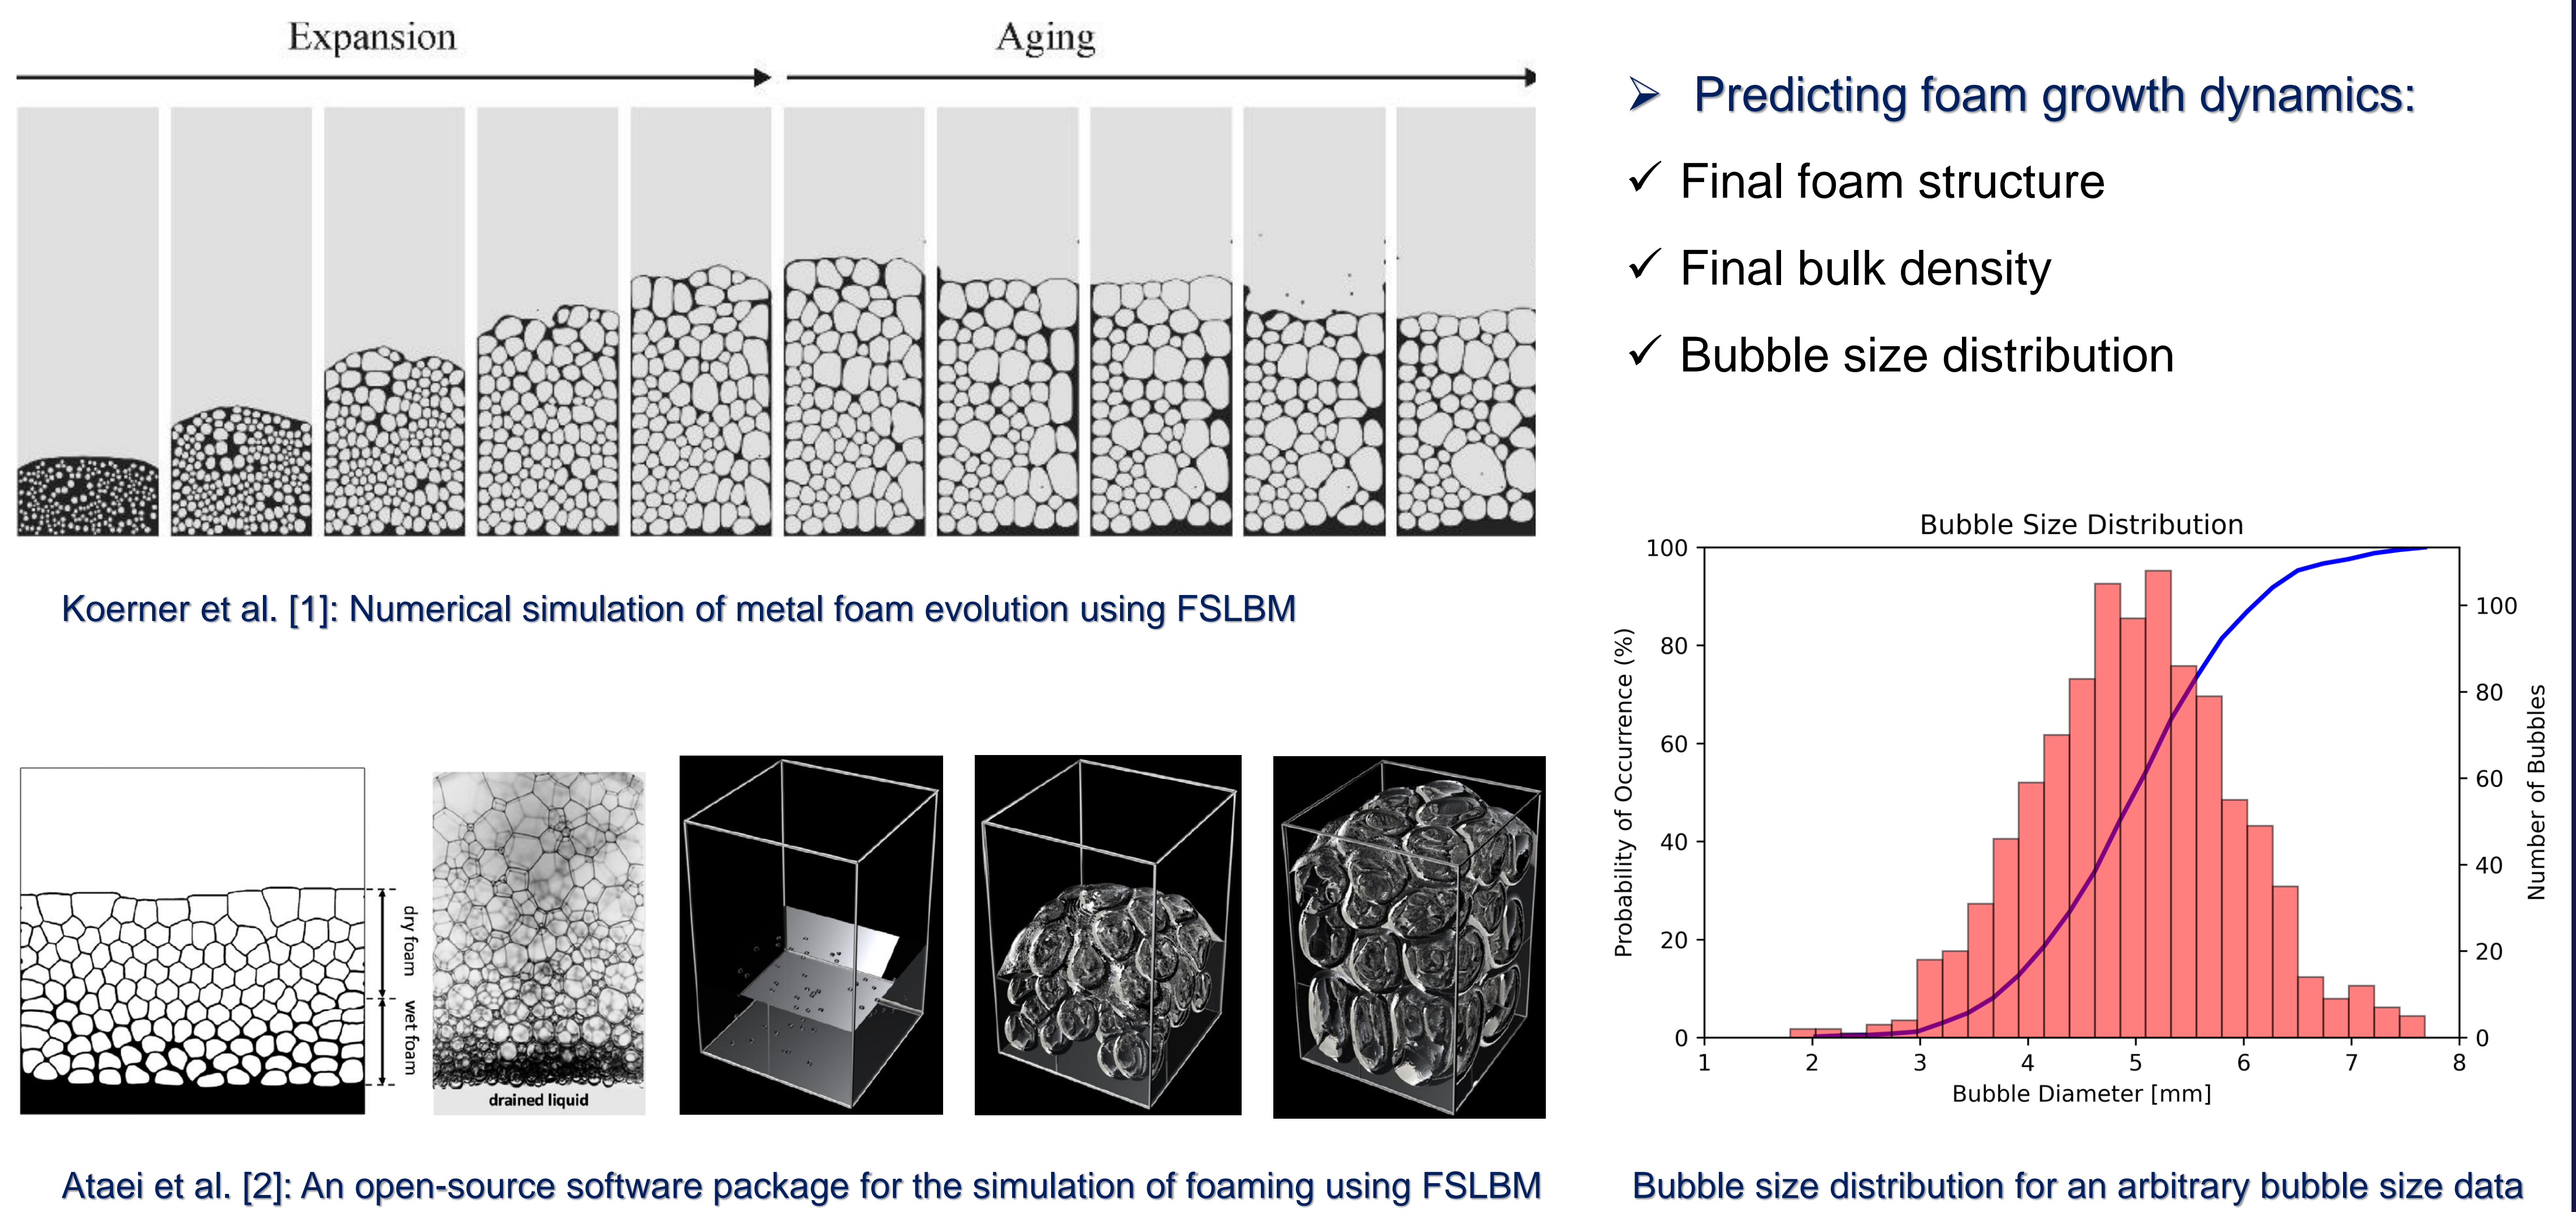 Expansion
Aging
➢ Predicting foam growth dynamics:
✓ Final foam structure
✓ Final bulk density
✓ Bubble size distribution
Koerner et al. [1]: Numerical simulation of metal foam evolution using FSLBM
dry foam
wet foam
drained liquid
Ataei et al. [2]: An open-source software package for the simulation of foaming using FSLBM
Bubble Size Distribution
Probability of Occurrence (%)
100
80
60
40
20
0
1 2 3 4 5 6 7 8
Bubble Diameter [mm]
100
80
60
40
20
0
Number of Bubbles
Bubble size distribution for an arbitrary bubble size data